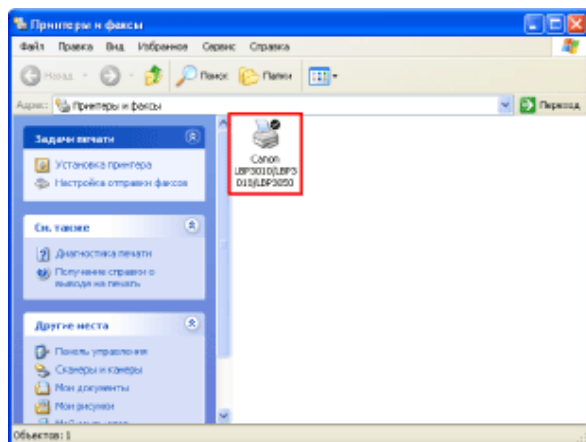 Принтеры и факсы
Файл Правка Вид Избранное Сервис Справка
Назад Поиск Папки
Адрес: Принтеры и факсы Переход
Задачи печати
Установка принтера
Настройка отправки факсов
См. также
Диагностика печати
Получение справки о
выводе на печать
Другие места
Панель управления
Сканеры и камеры
Мои документы
Мои рисунки
Canon
LBP3010/LBP3
018/LBP3050
Объектов: 1